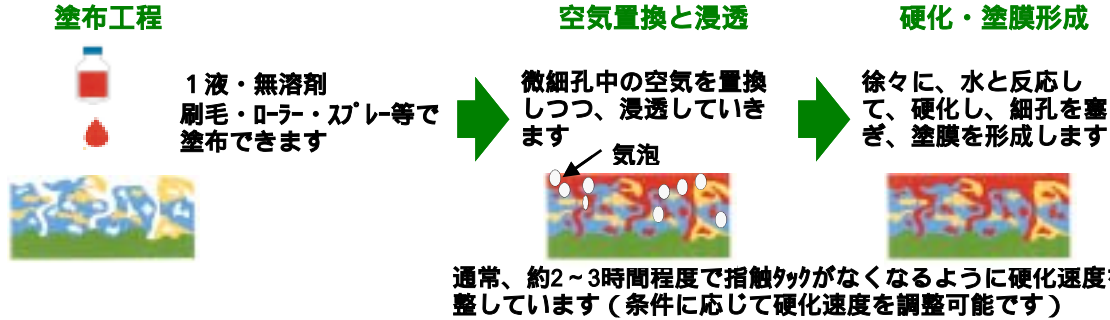 塗布工程
１液・無溶剤
刷毛・ﾛｰﾗｰ・ｽﾌﾟﾚｰ等で
塗布できます
空気置換と浸透
微細孔中の空気を置換
しつつ、浸透していき
ます
気泡
硬化・塗膜形成
徐々に、水と反応し
て、硬化し、細孔を塞
ぎ、塗膜を形成します
通常、約2～3時間程度で指触ﾀｯｸがなくなるように硬化速度を
整しています（条件に応じて硬化速度を調整可能です）